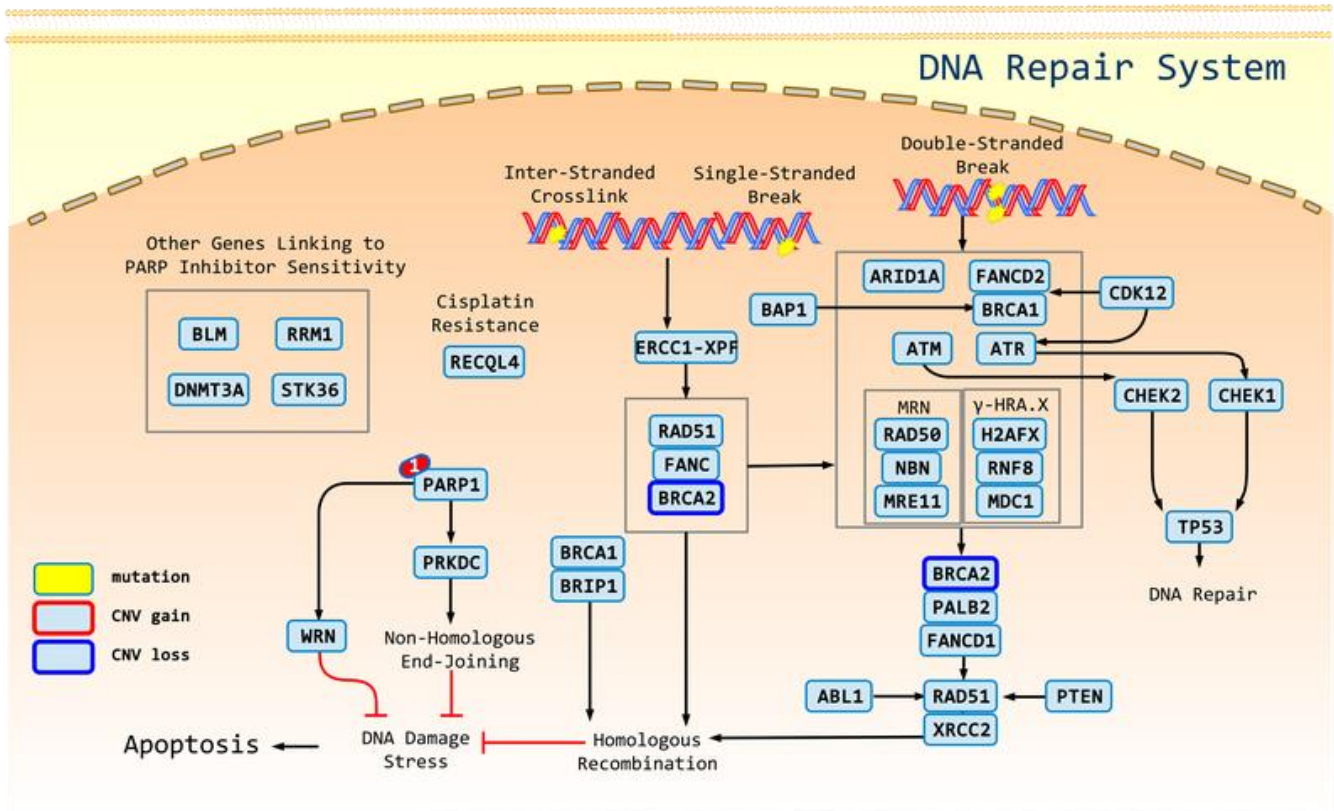 DNA Repair System
Double-Stranded
Break
Inter-Stranded
Crosslink
Single-Stranded
Break
Other Genes Linking to
PARP Inhibitor Sensitivity
BLM
RRM1
DNMT3A
STK36
Cisplatin
Resistance
RECQL4
ERCC1-XPF
RAD51
FANC
BRCA2
BAP1
ARID1A
FANCD2
BRCA1
CDK12
ATM
ATR
CHEK2
CHEK1
MRN
RAD50
NBN
MRE11
γ-HRA.X
H2AFX
RNF8
MDC1
TP53
DNA Repair
1
PARP1
PRKDC
WRN
Non-Homologous
End-Joining
BRCA1
BRIP1
BRCA2
PALB2
FANCD1
ABL1
RAD51
PTEN
XRCC2
mutation
CNV gain
CNV loss
Apoptosis
DNA Damage
Stress
Homologous
Recombination